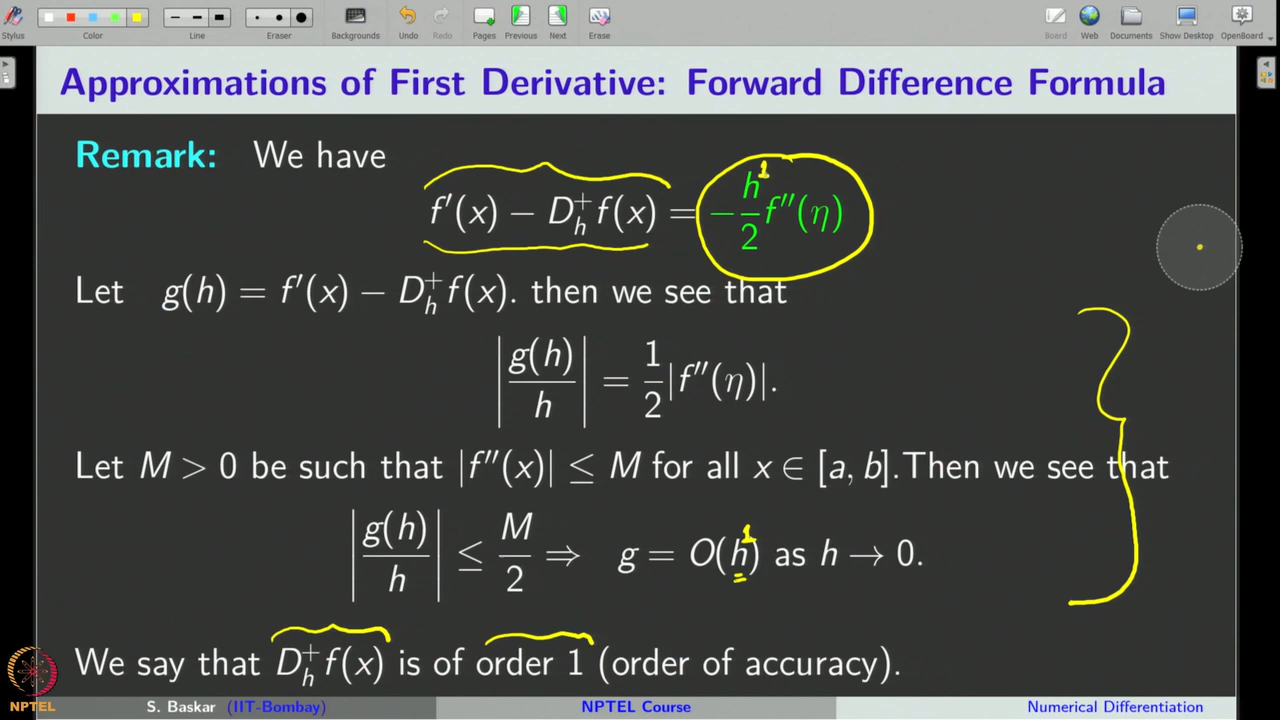 Stylus Color Line Eraser Backgrounds Undo Redo Pages Previous Next Erase Board Web Documents Show Desktop OpenBoard
Approximations of First Derivative: Forward Difference Formula
Remark: We have
f′(x) − D_h^+ f(x) = −h^1/2 f″(η)
Let g(h) = f′(x) − D_h^+ f(x). then we see that
|g(h)/h| = 1/2 |f″(η)|.
Let M > 0 be such that |f″(x)| ≤ M for all x ∈ [a, b].Then we see that
|g(h)/h| ≤ M/2 ⇒ g = O(h^1) as h → 0.
We say that D_h^+ f(x) is of order 1 (order of accuracy).
NPTEL S. Baskar (IIT-Bombay) NPTEL Course Numerical Differentiation